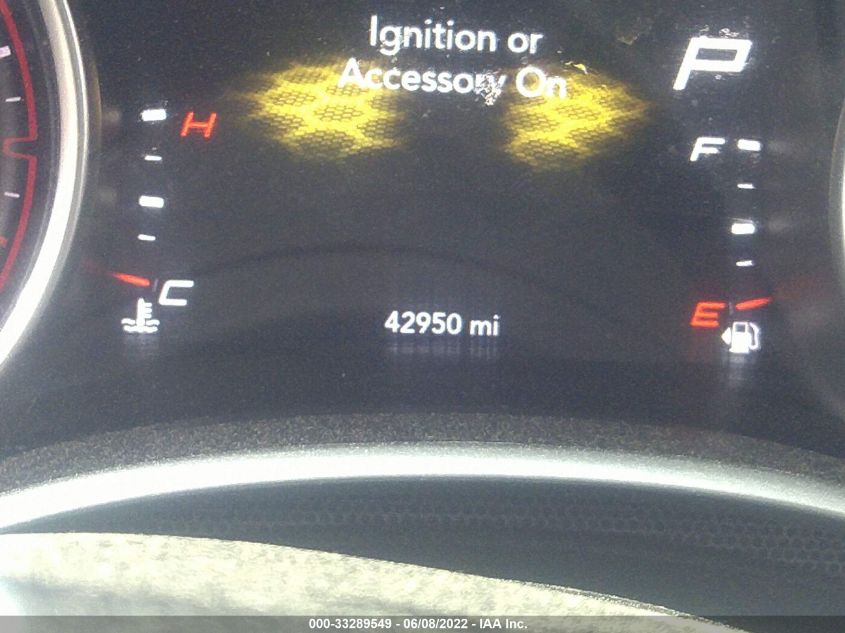 Ignition or
Accessory On
P
H
F
C
E
42950 mi
000-33289549 - 06/08/2022 - IAA Inc.